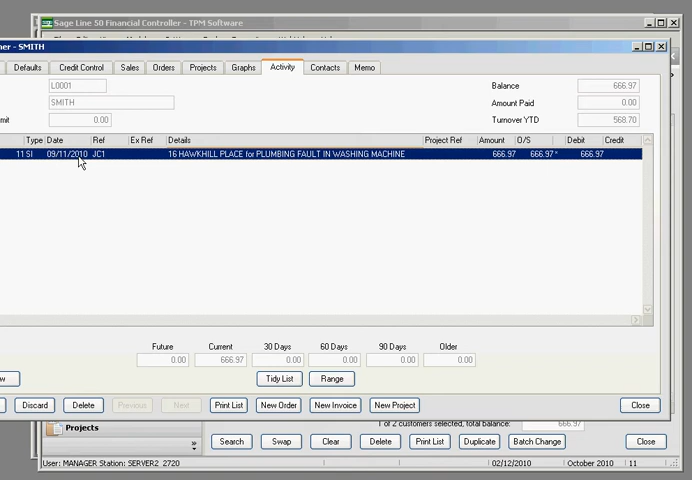 Sage Line 50 Financial Controller - TPM Software
ner - SMITH
Defaults Credit Control Sales Orders Projects Graphs Activity Contacts Memo
L0001 Balance 666.97
SMITH Amount Paid 0.00
mit 0.00 Turnover YTD 568.70
Type Date Ref Ex Ref Details Project Ref Amount O/S Debit Credit
11 SI 09/11/2010 JC1 16 HAWKHILL PLACE for PLUMBING FAULT IN WASHING MACHINE 666.97 666.97 * 666.97
Future Current 30 Days 60 Days 90 Days Older
0.00 666.97 0.00 0.00 0.00 0.00
w Tidy List Range
Discard Delete Previous Next Print List New Order New Invoice New Project Close
Projects 1 of 2 customers selected, total balance: 666.97
» Search Swap Clear Delete Print List Duplicate Batch Change Close
User: MANAGER Station: SERVER2 2720 02/12/2010 October 2010 11